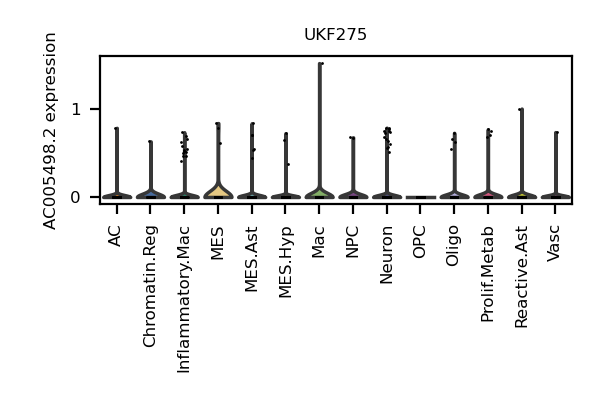 UKF275
AC005498.2 expression
1
0
AC
Chromatin.Reg
Inflammatory.Mac
MES
MES.Ast
MES.Hyp
Mac
NPC
Neuron
OPC
Oligo
Prolif.Metab
Reactive.Ast
Vasc